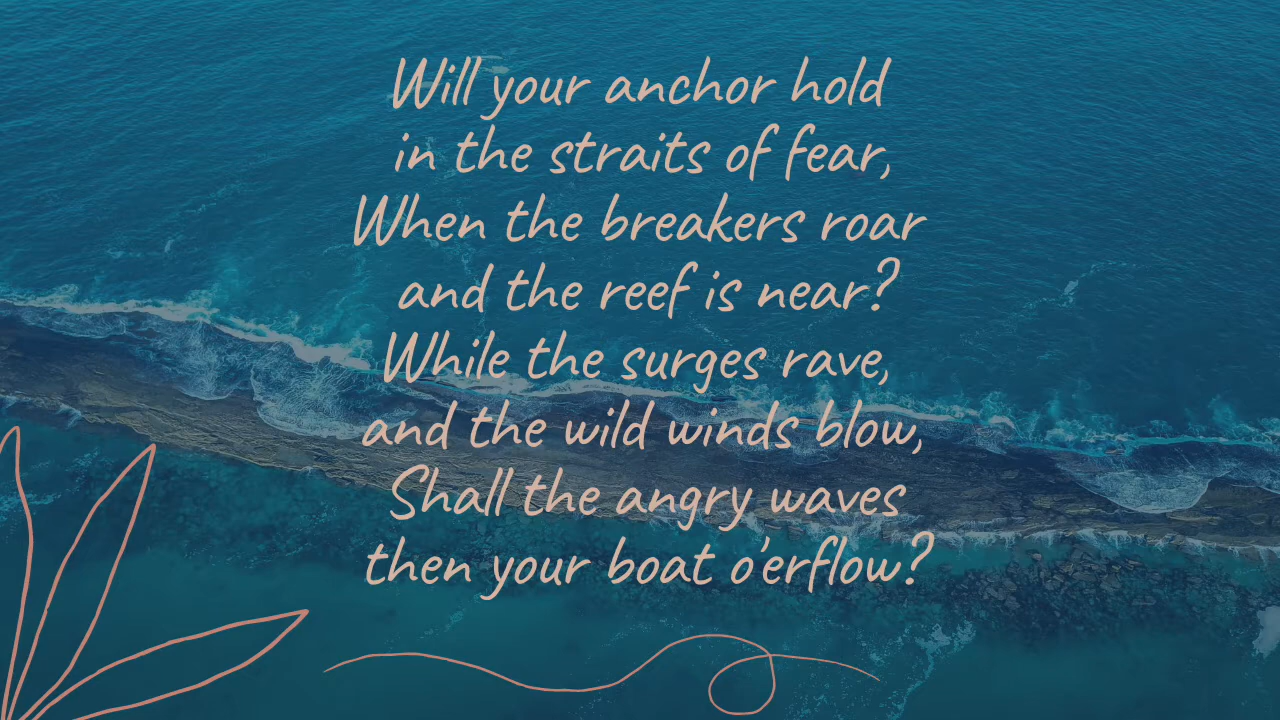 Will your anchor hold
in the straits of fear,
When the breakers roar
and the reef is near?
While the surges rave,
and the wild winds blow,
Shall the angry waves
then your boat o'erflow?